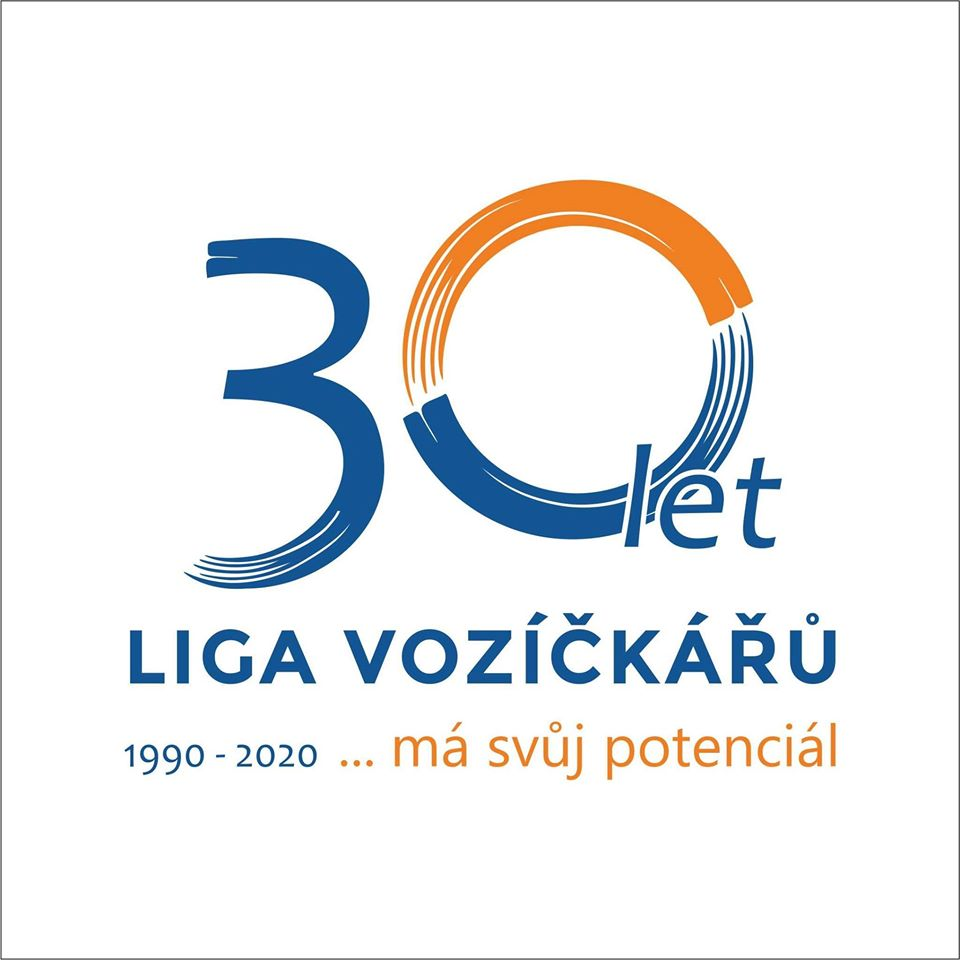 30 let
LIGA VOZÍČKÁŘŮ
1990 - 2020 ... má svůj potenciál